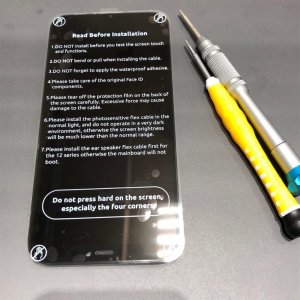 Read Before Installation
1.DO NOT install before you test the screen touch
and functions.
2.DO NOT bend or pull when installing the cable.
3.DO NOT forget to apply the waterproof adhesive.
4.Please take care of the original Face ID
components.
5.Please tear off the protection film on the back of
the screen carefully. Excessive force may cause
damage to the cable.
6.Please install the photosensitive flex cable in the
normal light, and do not operate in a very dark
environment, otherwise the screen brightness
will be much lower than the normal range.
7.Please install the ear speaker flex cable first for
the 12 series otherwise the mainboard will not
boot.
Do not press hard on the screen,
especially the four corners